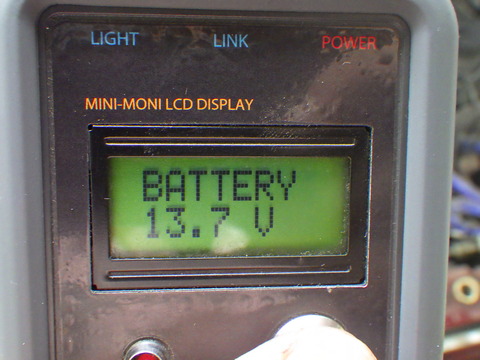 LIGHT LINK POWER
MINI-MONI LCD DISPLAY
BATTERY
13.7 V